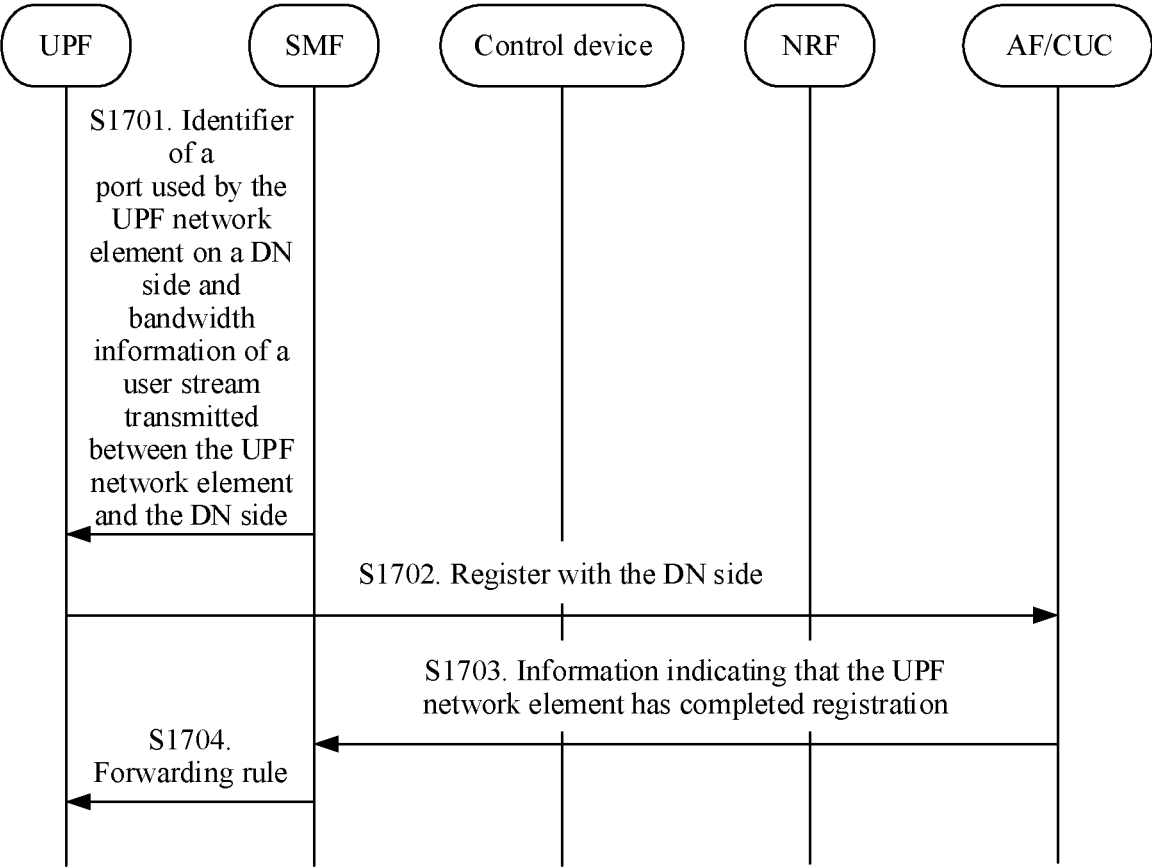 UPF
SMF
Control device
NRF
AF/CUC
S1701. Identifier
of a
port used by the
UPF network
element on a DN
side and
bandwidth
information of a
user stream
transmitted
between the UPF
network element
and the DN side
S1702. Register with the DN side
S1703. Information indicating that the UPF
network element has completed registration
S1704.
Forwarding rule